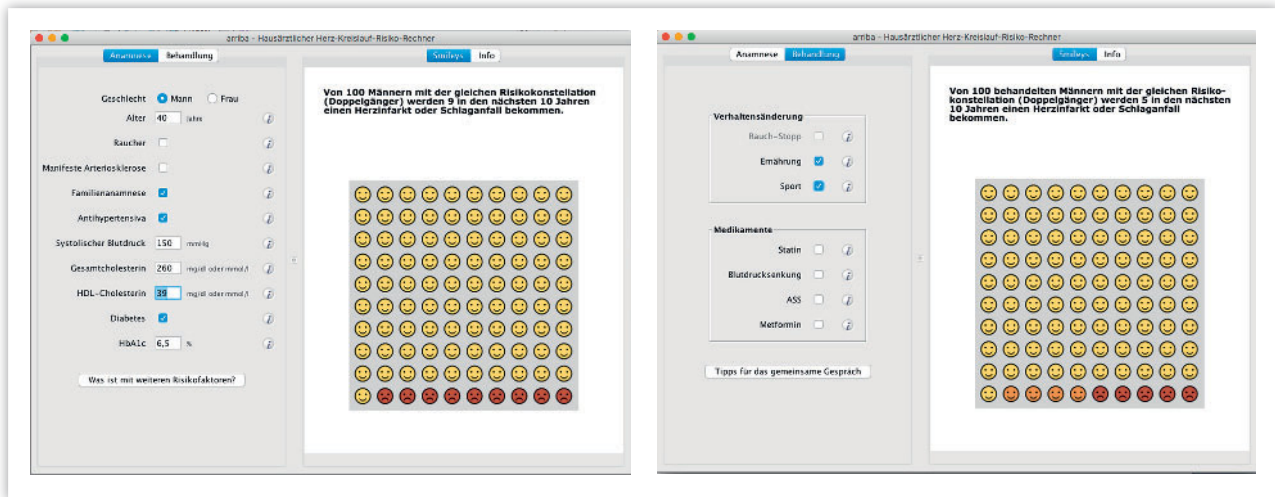 arriba - Hausärztlicher Herz-Kreislauf-Risiko-Rechner
Anamnese Behandlung
Smileys Info
Geschlecht Mann Frau
Alter 40 Jahre
Raucher
Manifeste Arteriosklerose
Familienanamnese
Antihypertensiva
Systolischer Blutdruck 150 mmHg
Gesamtcholesterin 260 mg/dl oder mmol/l
HDL-Cholesterin 39 mg/dl oder mmol/l
Diabetes
HbA1c 6,5 %
Was ist mit weiteren Risikofaktoren?
Von 100 Männern mit der gleichen Risikokonstellation
(Doppelgänger) werden 9 in den nächsten 10 Jahren
einen Herzinfarkt oder Schlaganfall bekommen.
arriba - Hausärztlicher Herz-Kreislauf-Risiko-Rechner
Anamnese Behandlung
Smileys Info
Verhaltensänderung
Rauch-Stopp
Ernährung
Sport
Medikamente
Statin
Blutdrucksenkung
ASS
Metformin
Tipps für das gemeinsame Gespräch
Von 100 behandelten Männern mit der gleichen Risiko-
konstellation (Doppelgänger) werden 5 in den nächsten
10 Jahren einen Herzinfarkt oder Schlaganfall
bekommen.